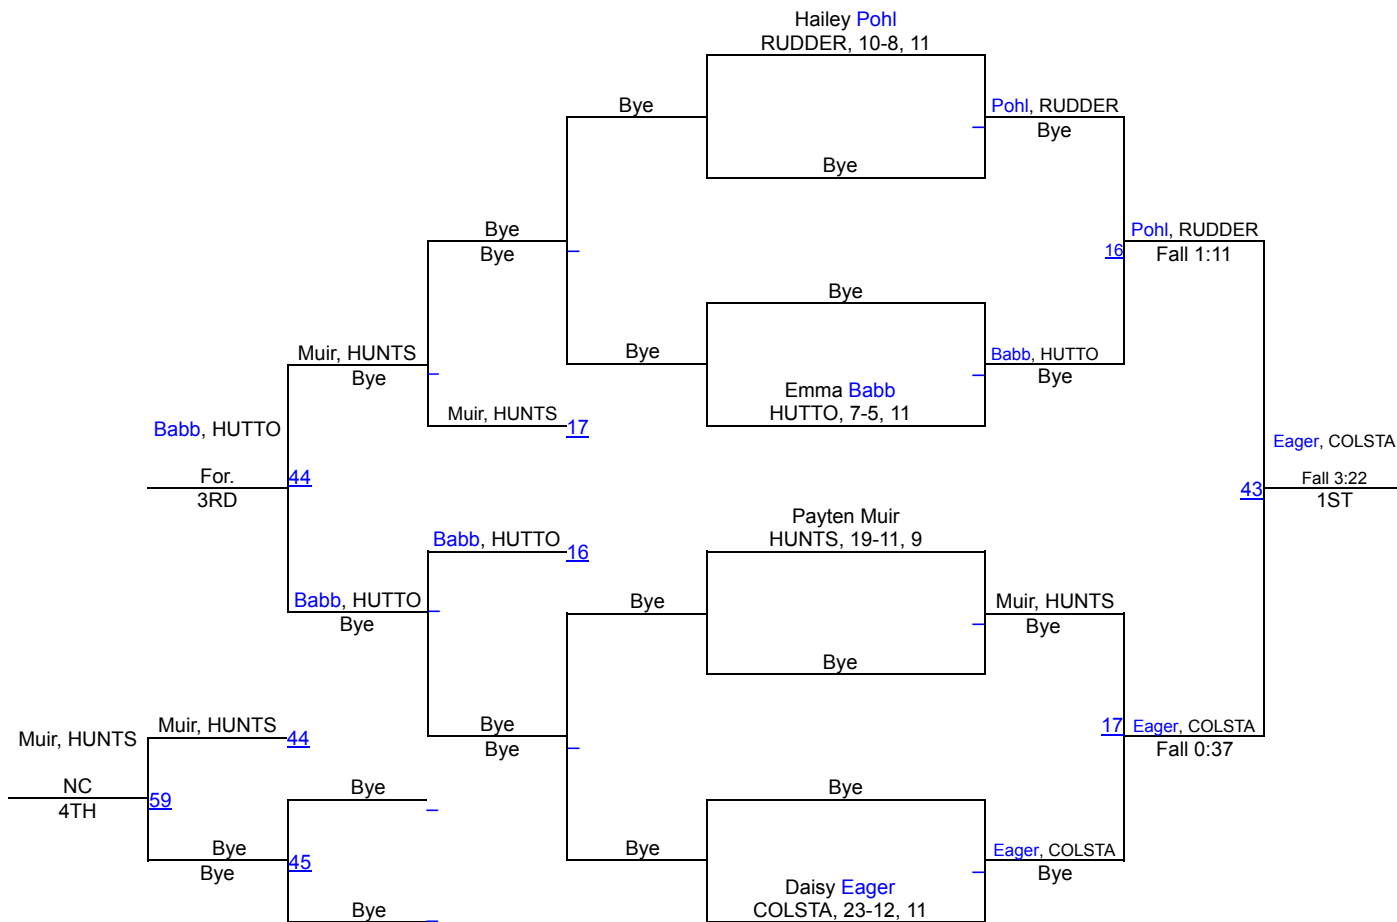 Hailey Pohl
RUDDER, 10-8, 11
Bye
Pohl, RUDDER
Bye
Bye
Bye
Bye
Pohl, RUDDER
16
Fall 1:11
Bye
Muir, HUNTS
Bye
Bye
Babb, HUTTO
Bye
Emma Babb
HUTTO, 7-5, 11
Muir, HUNTS
17
Babb, HUTTO
For.
44
3RD
Eager, COLSTA
Fall 3:22
43
1ST
Payten Muir
HUNTS, 19-11, 9
Babb, HUTTO
16
Babb, HUTTO
Bye
Bye
Muir, HUNTS
Bye
Bye
Bye
Bye
17
Eager, COLSTA
Fall 0:37
Muir, HUNTS
Muir, HUNTS
44
NC
59
4TH
Bye
Bye
Bye
Bye
45
Bye
Bye
Eager, COLSTA
Bye
Daisy Eager
COLSTA, 23-12, 11
Bye